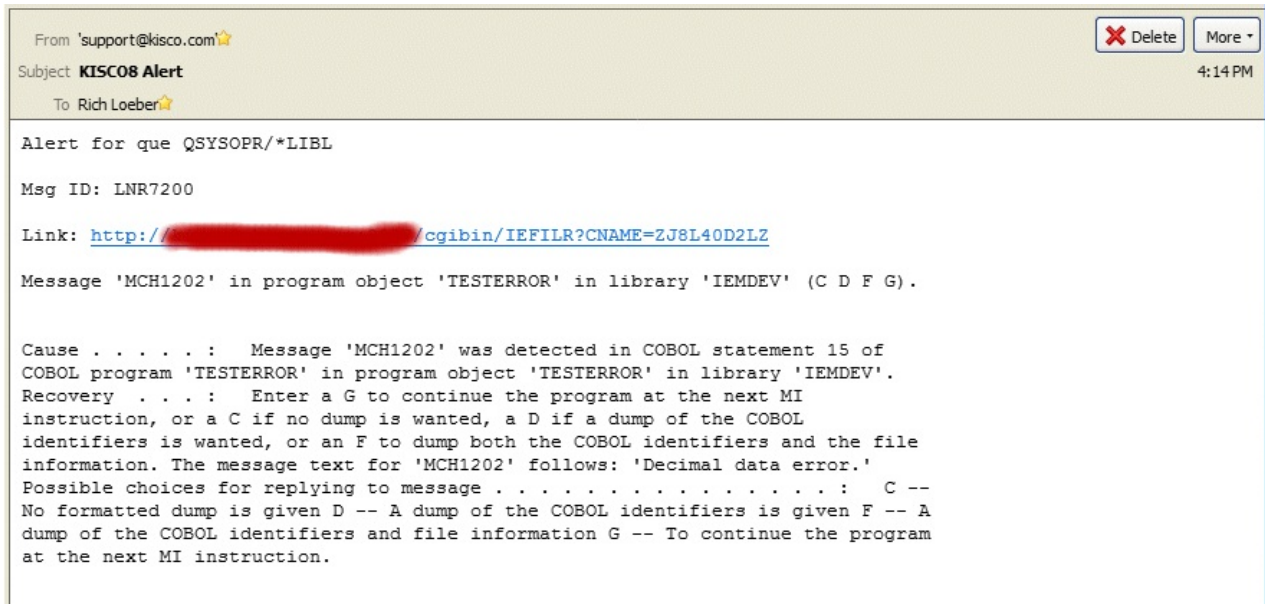 From 'support@kisco.com'
Delete
More
Subject KISCO8 Alert
4:14 PM
To Rich Loeber
Alert for que QSYSOPR/*LIBL
Msg ID: LNR7200
Link: http:// /cgibin/IEFILR?CNAME=ZJ8L40D2LZ
Message 'MCH1202' in program object 'TESTERROR' in library 'IEMDEV' (C D F G).
Cause . . . . . :   Message 'MCH1202' was detected in COBOL statement 15 of
COBOL program 'TESTERROR' in program object 'TESTERROR' in library 'IEMDEV'.
Recovery  . . . :   Enter a G to continue the program at the next MI
instruction, or a C if no dump is wanted, a D if a dump of the COBOL
identifiers is wanted, or an F to dump both the COBOL identifiers and the file
information. The message text for 'MCH1202' follows: 'Decimal data error.'
Possible choices for replying to message . . . . . . . . . . . . . . . :   C --
No formatted dump is given D -- A dump of the COBOL identifiers is given F -- A
dump of the COBOL identifiers and file information G -- To continue the program
at the next MI instruction.